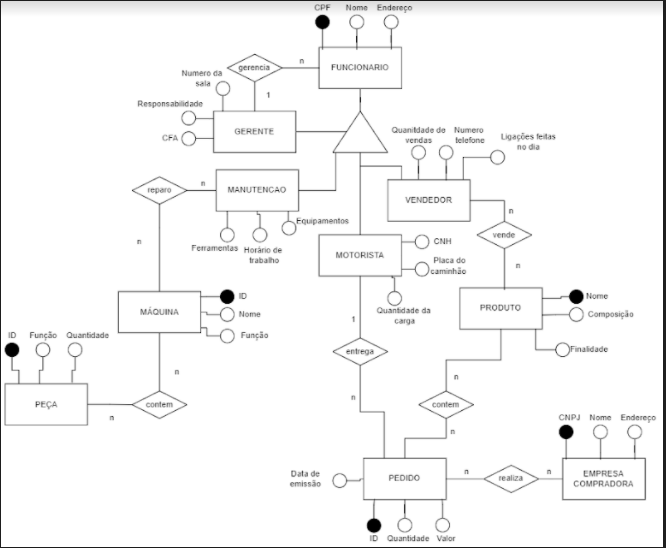 CPF
Nome
Endereço
n
gerencia
FUNCIONARIO
Numero da
sala
1
Responsabilidade
CFA
GERENTE
Quanitdade de
vendas
Numero
telefone
Ligações feitas
no dia
reparo
n
MANUTENCAO
VENDEDOR
Equipamentos
n
vende
Ferramentas
Horário de
trabalho
n
MOTORISTA
CNH
Placa do
caminhão
n
ID
Nome
MÁQUINA
Função
Quantidade da
carga
PRODUTO
Nome
Composição
1
ID
Função
Quantidade
entrega
Finalidade
n
n
PEÇA
contem
n
contem
n
n
CNPJ
Nome
Endereço
Data de
emissão
PEDIDO
n
realiza
n
EMPRESA
COMPRADORA
ID
Quantidade
Valor